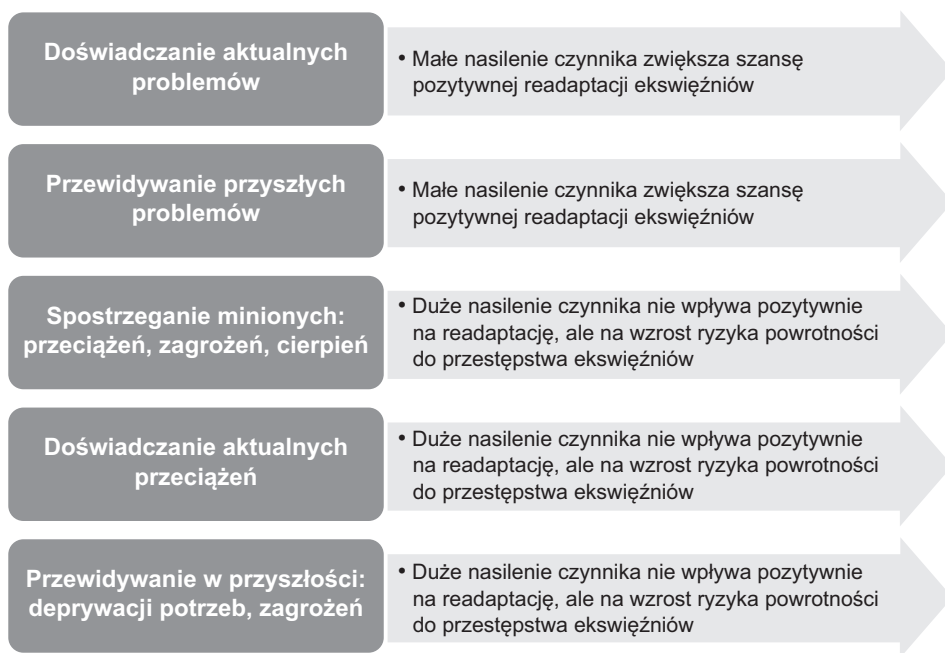 Doświadczanie aktualnych
problemów
• Małe nasilenie czynnika zwiększa szansę
pozytywnej readaptacji ekswięźniów
Przewidywanie przyszłych
problemów
• Małe nasilenie czynnika zwiększa szansę
pozytywnej readaptacji ekswięźniów
Spostrzeganie minionych:
przeciążeń, zagrożeń, cierpień
• Duże nasilenie czynnika nie wpływa pozytywnie
na readaptację, ale na wzrost ryzyka powrotności
do przestępstwa ekswięźniów
Doświadczanie aktualnych
przeciążeń
• Duże nasilenie czynnika nie wpływa pozytywnie
na readaptację, ale na wzrost ryzyka powrotności
do przestępstwa ekswięźniów
Przewidywanie w przyszłości:
deprywacji potrzeb, zagrożeń
• Duże nasilenie czynnika nie wpływa pozytywnie
na readaptację, ale na wzrost ryzyka powrotności
do przestępstwa ekswięźniów